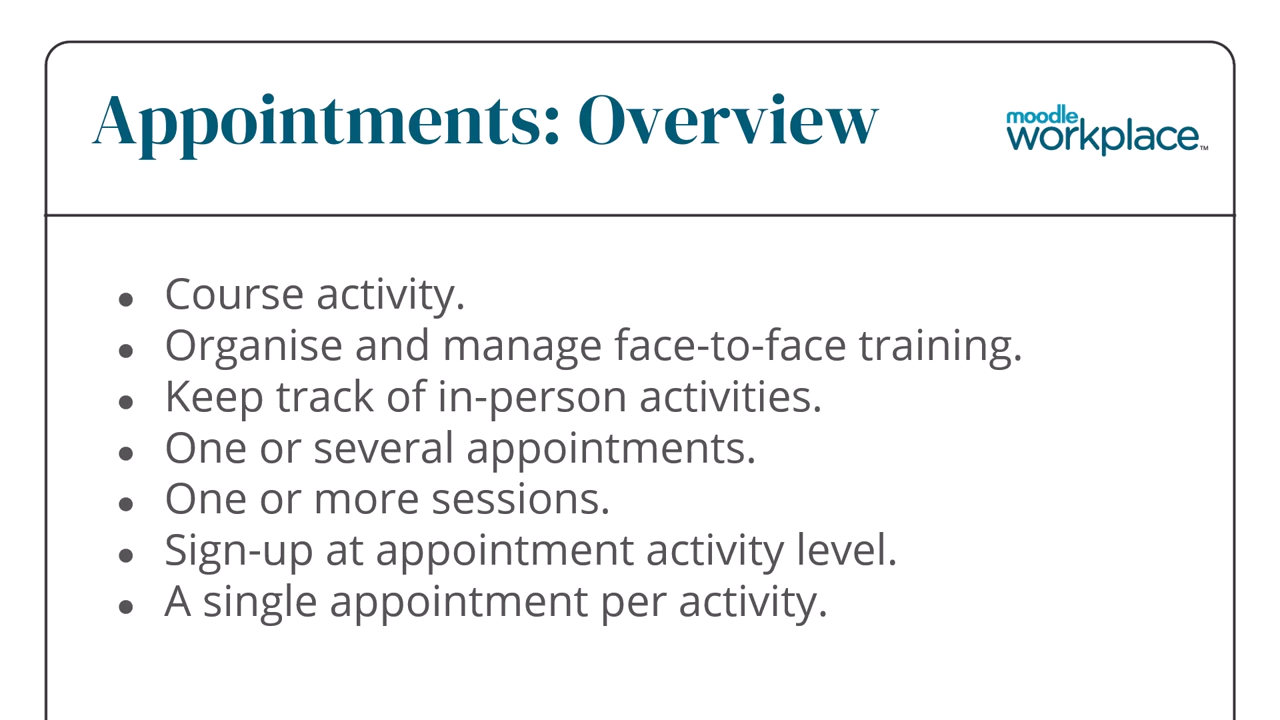 Appointments: Overview
moodle
workplace™
● Course activity.
● Organise and manage face-to-face training.
● Keep track of in-person activities.
● One or several appointments.
● One or more sessions.
● Sign-up at appointment activity level.
● A single appointment per activity.